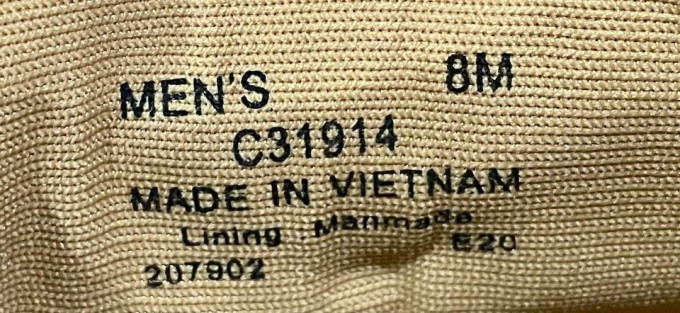 MEN'S 8M
C31914
MADE IN VIETNAM
Lining : Manmade
E20
207902